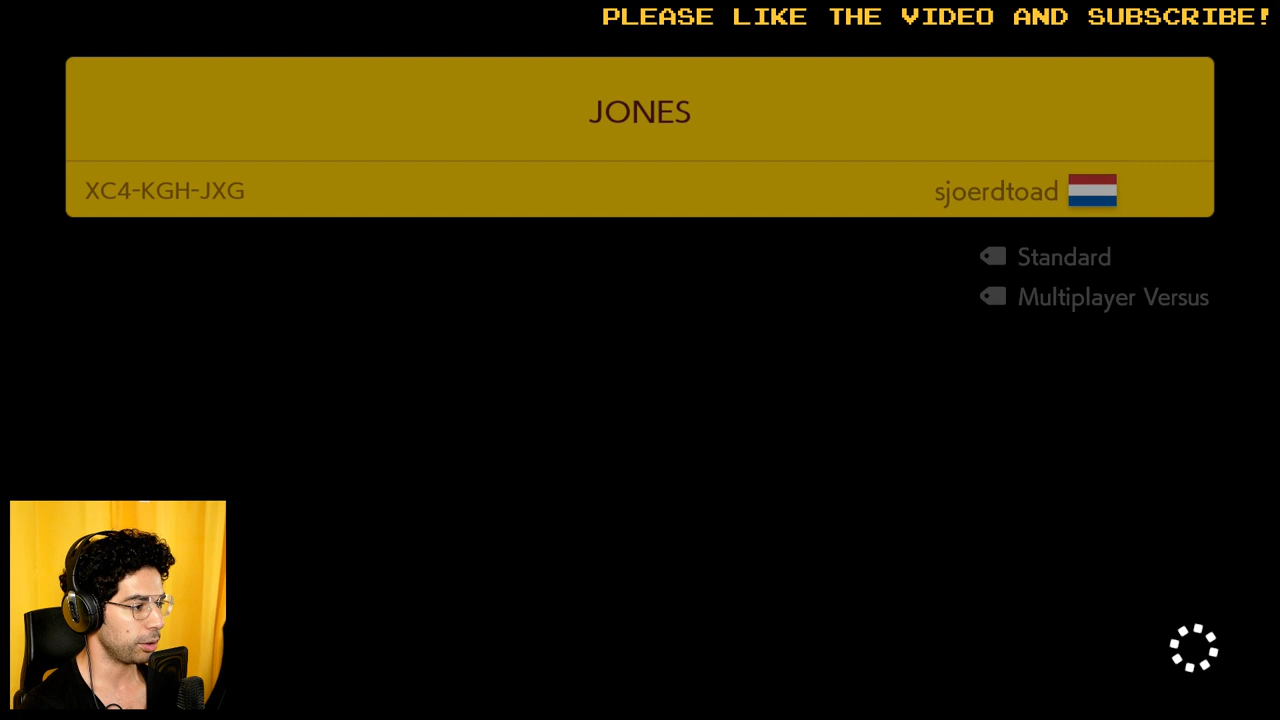 PLEASE LIKE THE VIDEO AND SUBSCRIBE!
JONES
XC4-KGH-JXG
sjoerdtoad
Standard
Multiplayer Versus